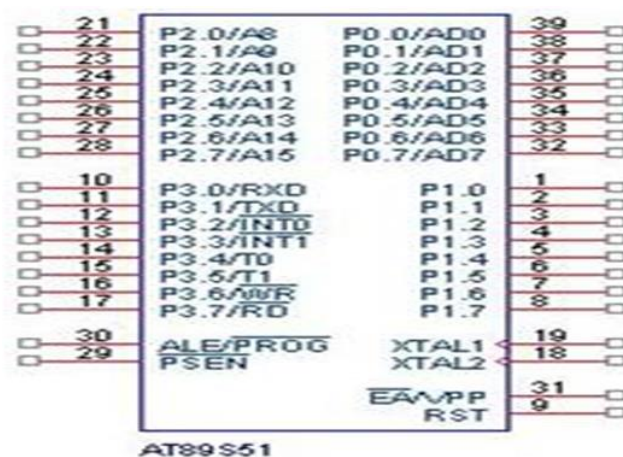 21 P2.0/A8 P0.0/AD0 39
22 P2.1/A9 P0.1/AD1 38
23 P2.2/A10 P0.2/AD2 37
24 P2.3/A11 P0.3/AD3 36
25 P2.4/A12 P0.4/AD4 35
26 P2.5/A13 P0.5/AD5 34
27 P2.6/A14 P0.6/AD6 33
28 P2.7/A15 P0.7/AD7 32
10 P3.0/RXD P1.0 1
11 P3.1/TXD P1.1 2
12 P3.2/INT0 P1.2 3
13 P3.3/INT1 P1.3 4
14 P3.4/T0 P1.4 5
15 P3.5/T1 P1.5 6
16 P3.6/WR P1.6 7
17 P3.7/RD P1.7 8
30 ALE/PROG XTAL1 19
29 PSEN XTAL2 18
EA/VPP 31
RST 9
AT89S51